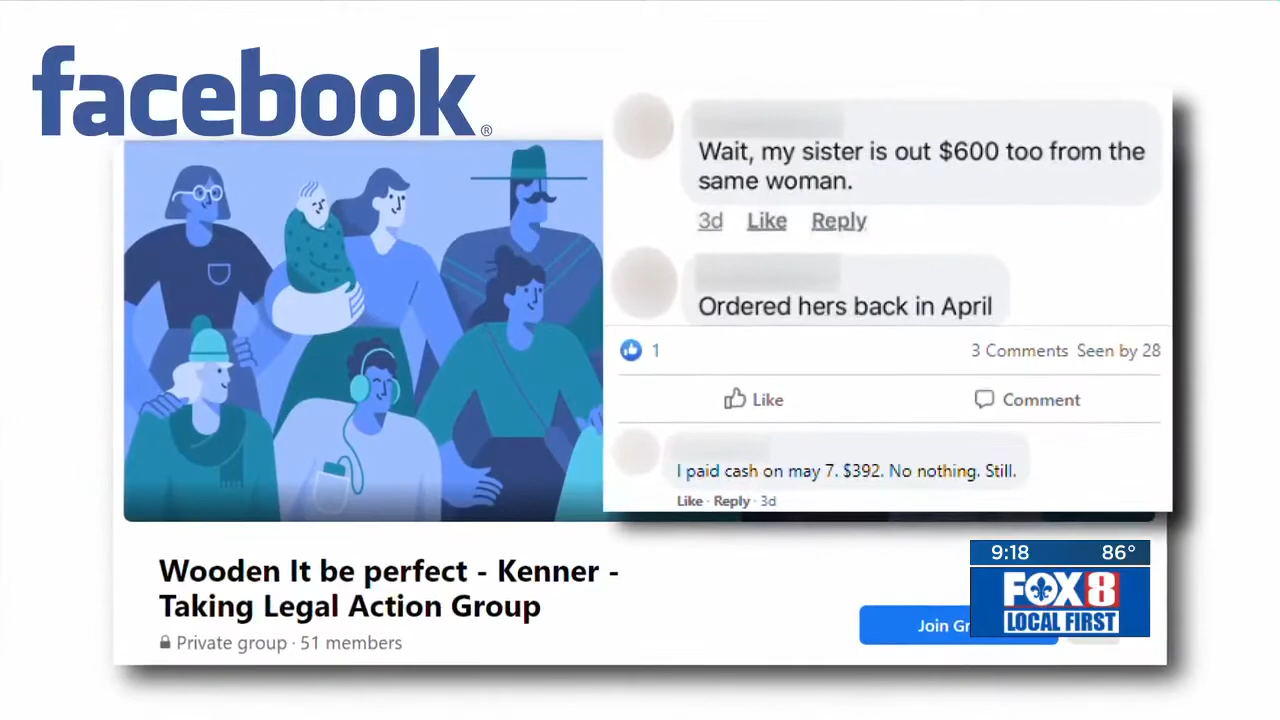 facebook®
Wait, my sister is out $600 too from the
same woman.
3d Like Reply
Ordered hers back in April
1 3 Comments Seen by 28
Like Comment
I paid cash on may 7. $392. No nothing. Still.
Like · Reply · 3d
Wooden It be perfect - Kenner -
Taking Legal Action Group
Private group · 51 members
Join
9:18 86°
FOX 8
LOCAL FIRST